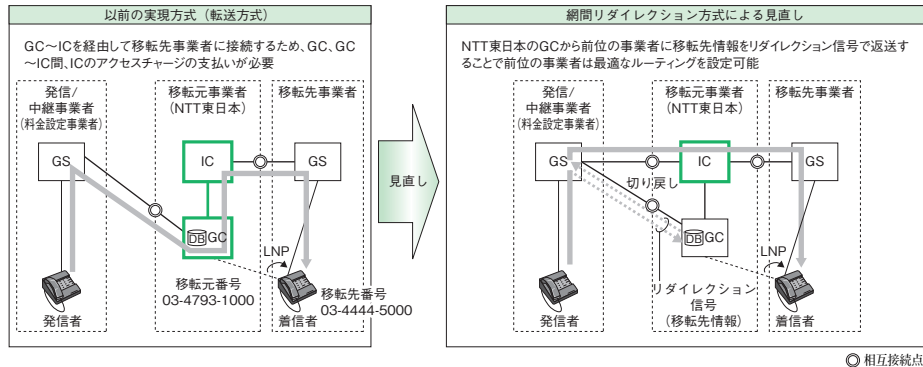 以前の実現方式（転送方式）
GC～ICを経由して移転先事業者に接続するため、GC、GC
～IC間、ICのアクセスチャージの支払いが必要
発信/
中継事業者
(料金設定事業者)
移転元事業者
(NTT東日本)
移転先事業者
GS
IC
GS
DB GC
LNP
移転元番号
03-4793-1000
移転先番号
03-4444-5000
発信者
着信者
見直し
網間リダイレクション方式による見直し
NTT東日本のGCから前位の事業者に移転先情報をリダイレクション信号で返送す
ることで前位の事業者は最適なルーティングを設定可能
発信/
中継事業者
(料金設定事業者)
移転元事業者
(NTT東日本)
移転先事業者
GS
IC
GS
切り戻し
DB GC
LNP
リダイレクション
信号
(移転先情報)
発信者
着信者
◎ 相互接続点